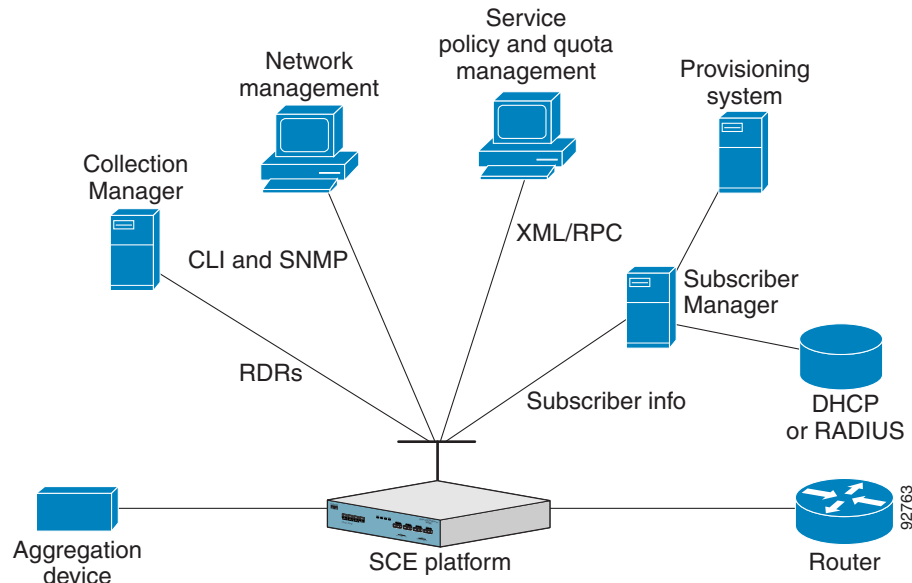 Service
policy and quota
management
Network
management
Provisioning
system
Collection
Manager
XML/RPC
CLI and SNMP
Subscriber
Manager
RDRs
Subscriber info
DHCP
or RADIUS
92763
Aggregation
device
SCE platform
Router